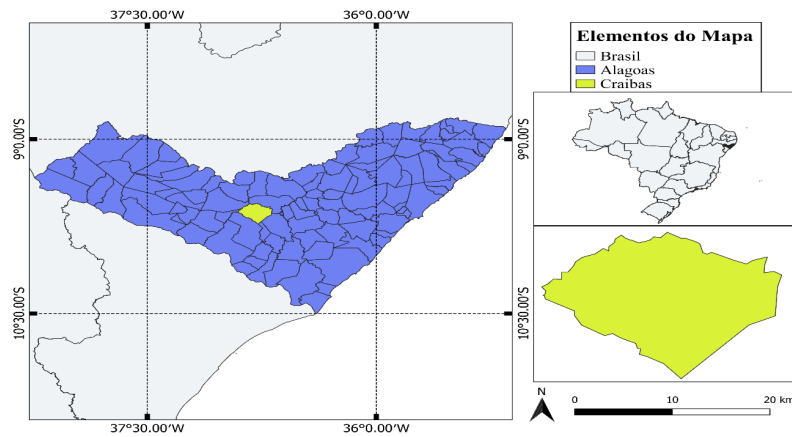 37°30.00'W 36°0.00'W
Elementos do Mapa
Brasil
Alagoas
Craibas
9°0.00'S 9°0.00'S
10°30.00'S 10°30.00'S
37°30.00'W 36°0.00'W
N
0 10 20 km